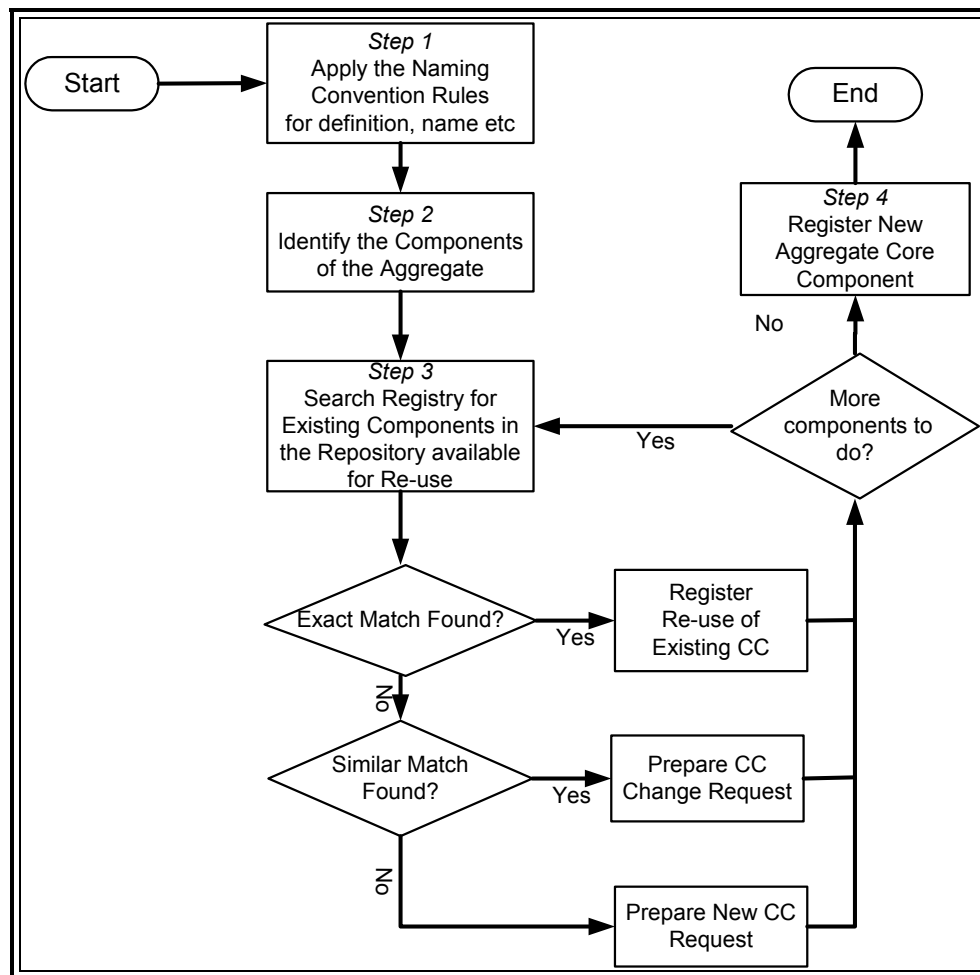 Start
Step 1
Apply the Naming
Convention Rules
for definition, name etc
Step 2
Identify the Components
of the Aggregate
Step 3
Search Registry for
Existing Components in
the Repository available
for Re-use
Exact Match Found?
Yes
Register
Re-use of
Existing CC
No
Similar Match
Found?
Yes
Prepare CC
Change Request
No
Prepare New CC
Request
More
components to
do?
Yes
No
Step 4
Register New
Aggregate Core
Component
End